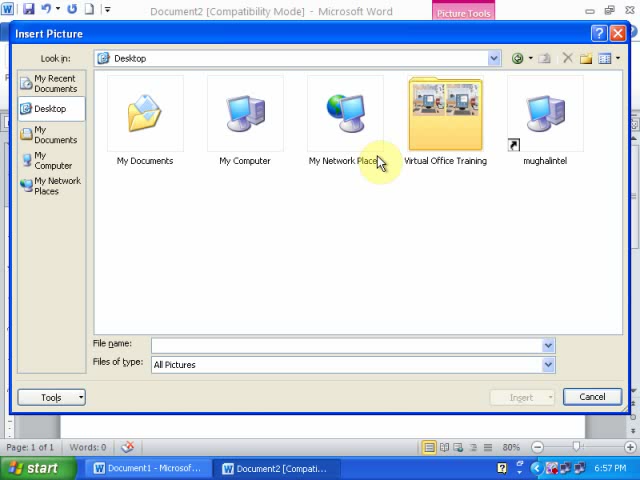 Document2 [Compatibility Mode] - Microsoft Word
Picture Tools
Insert Picture
Look in:
Desktop
My Recent
Documents
Desktop
My
Documents
My
Computer
My Network
Places
My Documents
My Computer
My Network Places
Virtual Office Training
mughalintel
File name:
Files of type:
All Pictures
Tools
Insert
Cancel
Page: 1 of 1
Words: 0
80%
start
Document1 - Microsof...
Document2 [Compati...
6:57 PM